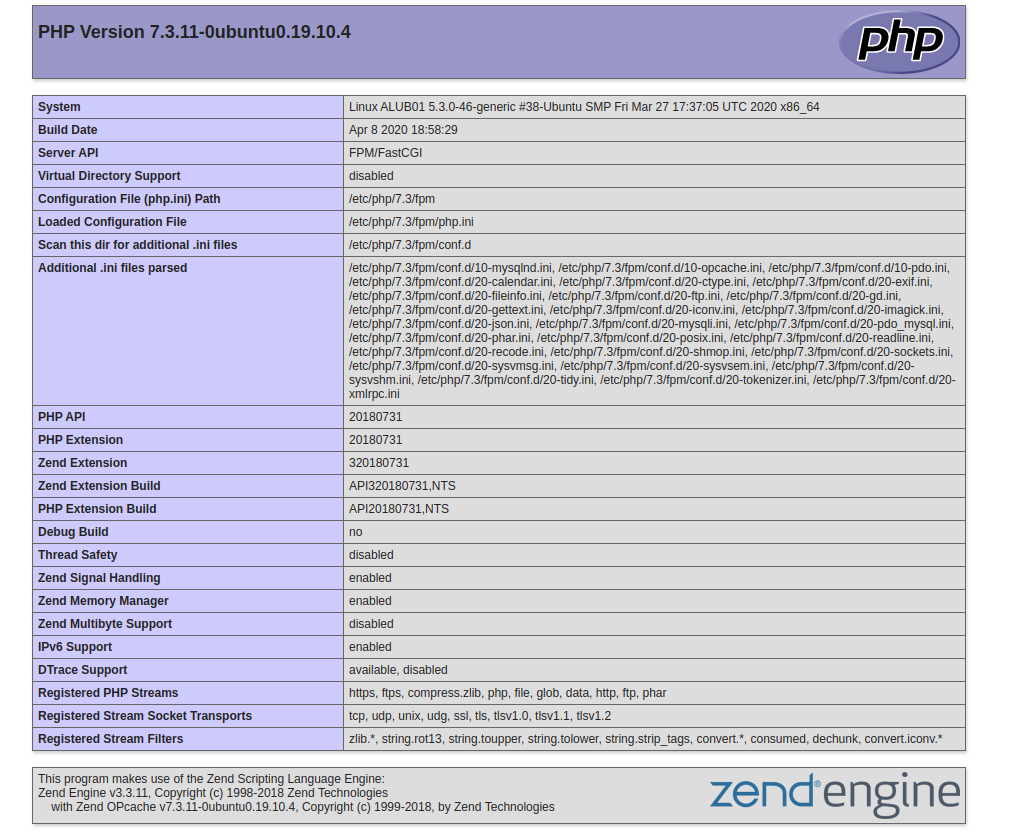 PHP Version 7.3.11-0ubuntu0.19.10.4
php
System Linux ALUB01 5.3.0-46-generic #38-Ubuntu SMP Fri Mar 27 17:37:05 UTC 2020 x86_64
Build Date Apr 8 2020 18:58:29
Server API FPM/FastCGI
Virtual Directory Support disabled
Configuration File (php.ini) Path /etc/php/7.3/fpm
Loaded Configuration File /etc/php/7.3/fpm/php.ini
Scan this dir for additional .ini files /etc/php/7.3/fpm/conf.d
Additional .ini files parsed /etc/php/7.3/fpm/conf.d/10-mysqlnd.ini, /etc/php/7.3/fpm/conf.d/10-opcache.ini, /etc/php/7.3/fpm/conf.d/10-pdo.ini,
/etc/php/7.3/fpm/conf.d/20-calendar.ini, /etc/php/7.3/fpm/conf.d/20-ctype.ini, /etc/php/7.3/fpm/conf.d/20-exif.ini,
/etc/php/7.3/fpm/conf.d/20-fileinfo.ini, /etc/php/7.3/fpm/conf.d/20-ftp.ini, /etc/php/7.3/fpm/conf.d/20-gd.ini,
/etc/php/7.3/fpm/conf.d/20-gettext.ini, /etc/php/7.3/fpm/conf.d/20-iconv.ini, /etc/php/7.3/fpm/conf.d/20-imagick.ini,
/etc/php/7.3/fpm/conf.d/20-json.ini, /etc/php/7.3/fpm/conf.d/20-mysqli.ini, /etc/php/7.3/fpm/conf.d/20-pdo_mysql.ini,
/etc/php/7.3/fpm/conf.d/20-phar.ini, /etc/php/7.3/fpm/conf.d/20-posix.ini, /etc/php/7.3/fpm/conf.d/20-readline.ini,
/etc/php/7.3/fpm/conf.d/20-recode.ini, /etc/php/7.3/fpm/conf.d/20-shmop.ini, /etc/php/7.3/fpm/conf.d/20-sockets.ini,
/etc/php/7.3/fpm/conf.d/20-sysvmsg.ini, /etc/php/7.3/fpm/conf.d/20-sysvsem.ini, /etc/php/7.3/fpm/conf.d/20-
sysvshm.ini, /etc/php/7.3/fpm/conf.d/20-tidy.ini, /etc/php/7.3/fpm/conf.d/20-tokenizer.ini, /etc/php/7.3/fpm/conf.d/20-
xmlrpc.ini
PHP API 20180731
PHP Extension 20180731
Zend Extension 320180731
Zend Extension Build API320180731,NTS
PHP Extension Build API20180731,NTS
Debug Build no
Thread Safety disabled
Zend Signal Handling enabled
Zend Memory Manager enabled
Zend Multibyte Support disabled
IPv6 Support enabled
DTrace Support available, disabled
Registered PHP Streams https, ftps, compress.zlib, php, file, glob, data, http, ftp, phar
Registered Stream Socket Transports tcp, udp, unix, udg, ssl, tls, tlsv1.0, tlsv1.1, tlsv1.2
Registered Stream Filters zlib.*, string.rot13, string.toupper, string.tolower, string.strip_tags, convert.*, consumed, dechunk, convert.iconv.*
This program makes use of the Zend Scripting Language Engine:
Zend Engine v3.3.11, Copyright (c) 1998-2018 Zend Technologies
with Zend OPcache v7.3.11-0ubuntu0.19.10.4, Copyright (c) 1999-2018, by Zend Technologies
zend® engine